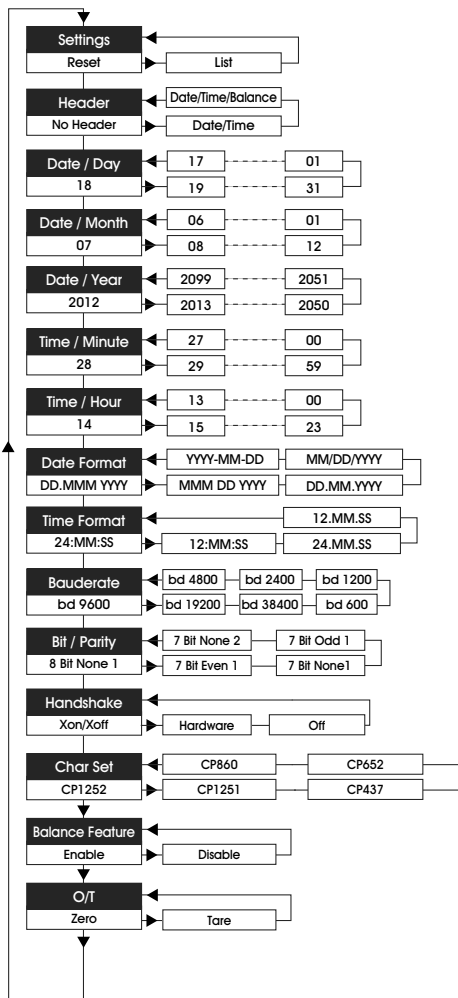 Settings
Reset List
Header Date/Time/Balance
No Header Date/Time
Date / Day 17 01
18 19 31
Date / Month 06 01
07 08 12
Date / Year 2099 2051
2012 2013 2050
Time / Minute 27 00
28 29 59
Time / Hour 13 00
14 15 23
Date Format YYYY-MM-DD MM/DD/YYYY
DD.MMM YYYY MMM DD YYYY DD.MM.YYYY
Time Format 12.MM.SS
24:MM:SS 12:MM:SS 24.MM.SS
Bauderate bd 4800 bd 2400 bd 1200
bd 9600 bd 19200 bd 38400 bd 600
Bit / Parity 7 Bit None 2 7 Bit Odd 1
8 Bit None 1 7 Bit Even 1 7 Bit None1
Handshake
Xon/Xoff Hardware Off
Char Set CP860 CP652
CP1252 CP1251 CP437
Balance Feature
Enable Disable
O/T
Zero Tare